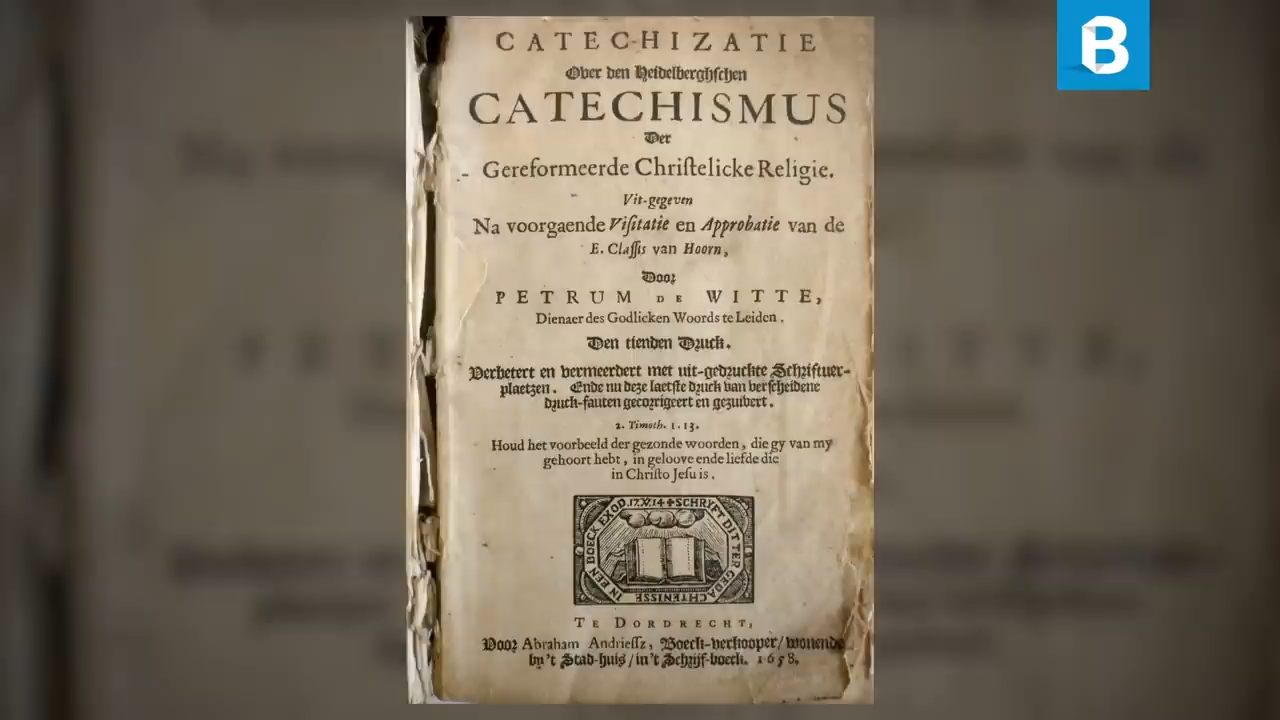 B
CATECHIZATIE
Over den Heidelberghschen
CATECHISMUS
Der
Gereformeerde Christelicke Religie.
Vit-gegeven
Na voorgaende Visitatie en Approbatie van de
E. Classis van Hoorn,
Door
PETRUM DE WITTE,
Dienaer des Godlicken Woords te Leiden.
Den tienden Druck.
Verbetert en vermeerdert met uit-gedruckte Schriftuer-
plaetzen. Ende nu deze laetste druck van verscheidene
druck-fauten gecorrigeert en gezuivert.
2. Timoth. 1.13.
Houd het voorbeeld der gezonde woorden, die gy van my
gehoort hebt, in geloove ende liefde die
in Christo Jesu is.
IN EEN BOECK EXOD.17.V.14 SCHRYFT DIT TER GEDACHTENISSE
TE DORDRECHT,
Door Abraham Andriessz, Boeck-verkooper/ wonende
by't Stad-huis/ in't Schrijf-boeck. 1658.